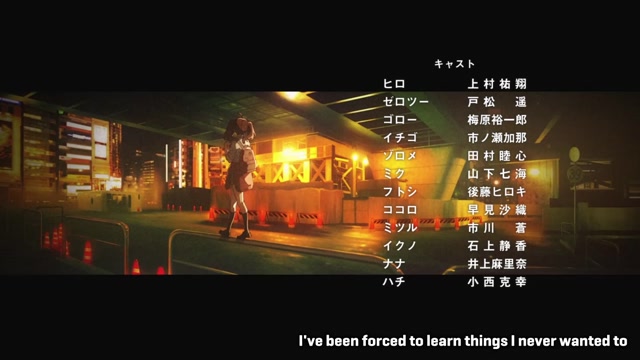 キャスト
ヒロ 上村祐翔
ゼロツー 戸松 遥
ゴロー 梅原裕一郎
イチゴ 市ノ瀬加那
ゾロメ 田村睦心
ミク 山下七海
フトシ 後藤ヒロキ
ココロ 早見沙織
ミツル 市川 蒼
イクノ 石上静香
ナナ 井上麻里奈
ハチ 小西克幸
I've been forced to learn things I never wanted to